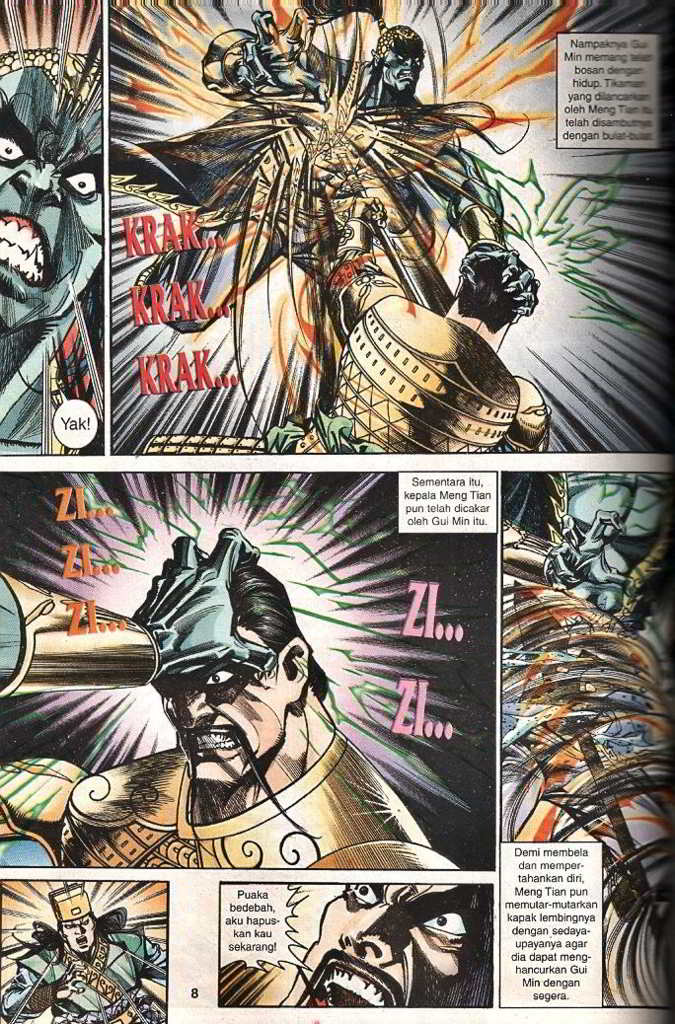 Nampaknya Gui
Min memang telah
bosan dengan
hidup. Tikaman
yang dilancarkan
oleh Meng Tian itu
telah disambutnya
dengan bulat-bulat.
KRAK...
KRAK...
KRAK...
Yak!
Sementara itu,
kepala Meng Tian
pun telah dicakar
oleh Gui Min itu.
ZI...
ZI...
ZI...
ZI...
ZI...
Demi membela
dan memper-
tahankan diri,
Meng Tian pun
memutar-mutarkan
kapak lembingnya
dengan sedaya-
upayanya agar
dia dapat meng-
hancurkan Gui
Min dengan
segera.
Puaka
bedebah,
aku hapus-
kan kau
sekarang!
8